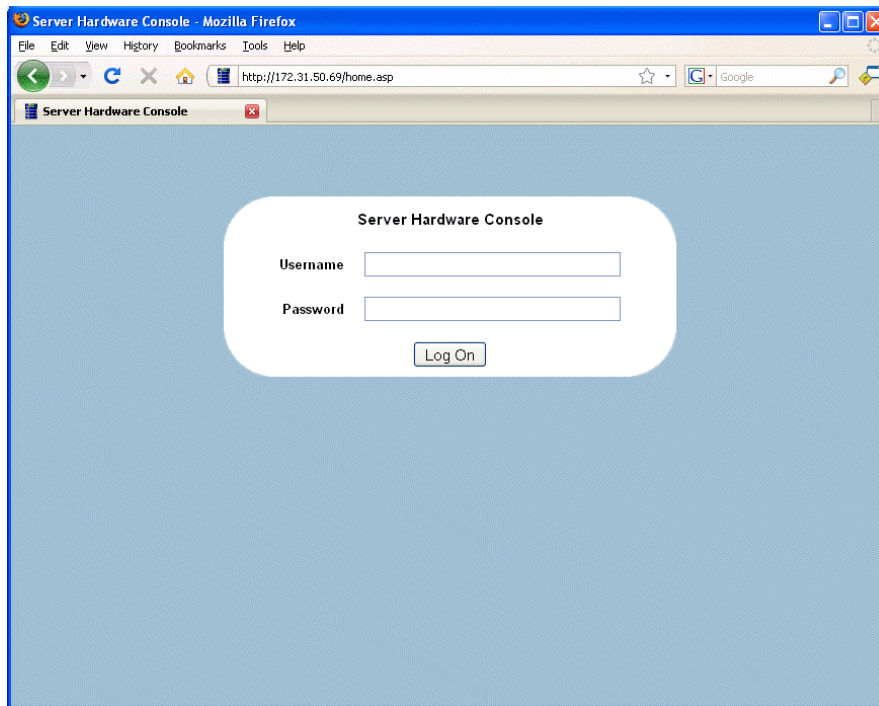 Server Hardware Console - Mozilla Firefox
File Edit View History Bookmarks Tools Help
http://172.31.50.69/home.asp G Google
Server Hardware Console
Server Hardware Console
Username
Password
Log On